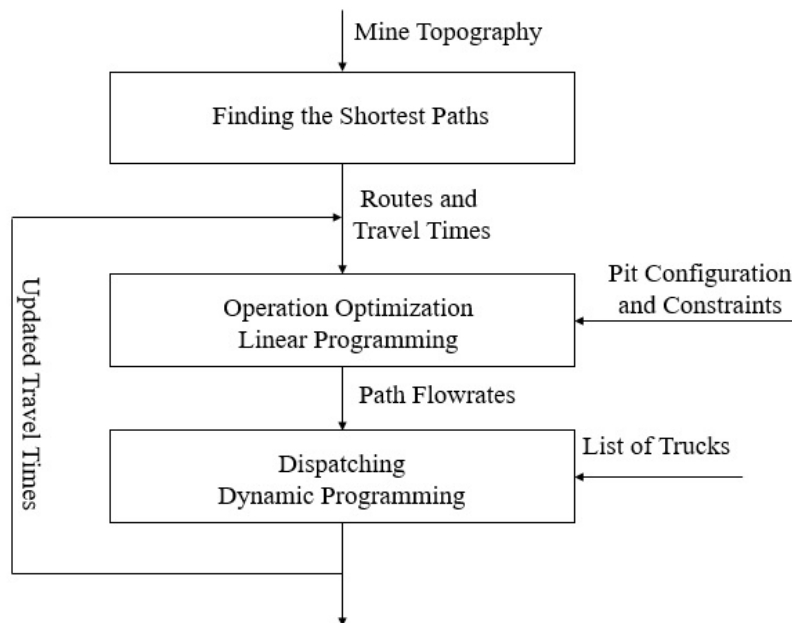 Mine Topography
Finding the Shortest Paths
Routes and
Travel Times
Pit Configuration
and Constraints
Operation Optimization
Linear Programming
Updated Travel Times
Path Flowrates
List of Trucks
Dispatching
Dynamic Programming